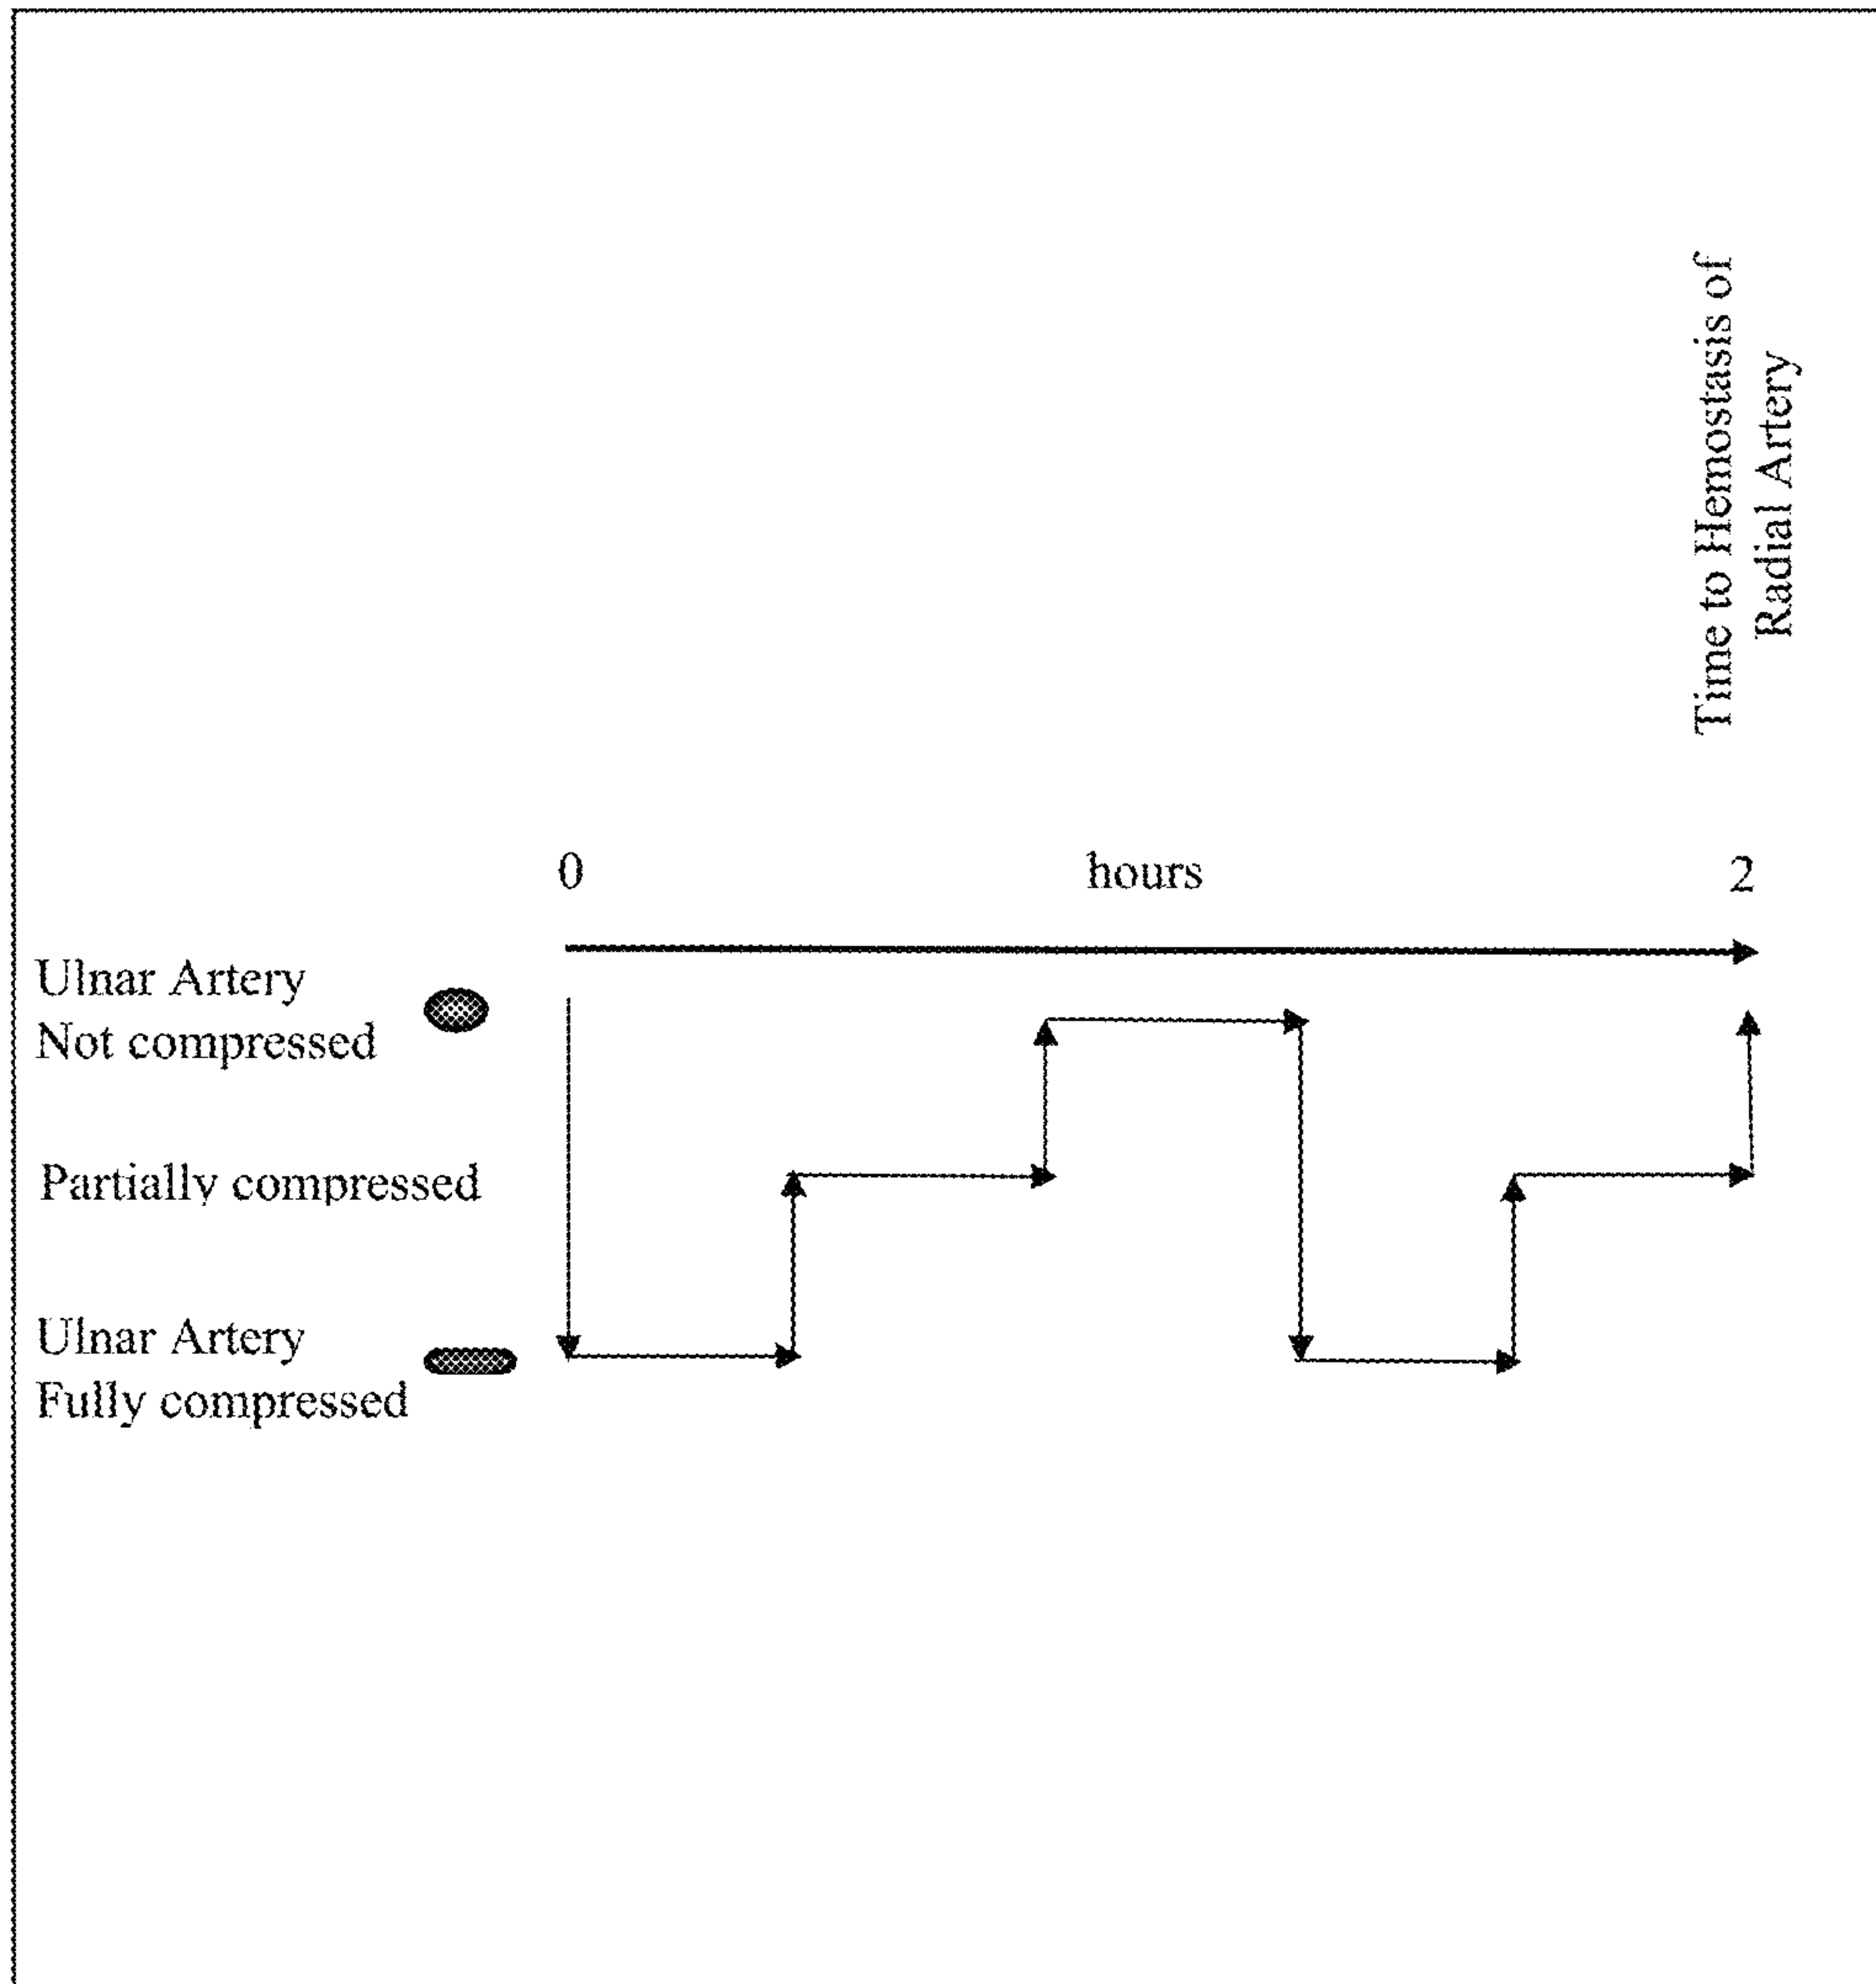 Time to Hemostasis of
Radial Artery
0 hours 2
Ulnar Artery
Not compressed
Partially compressed
Ulnar Artery
Fully compressed